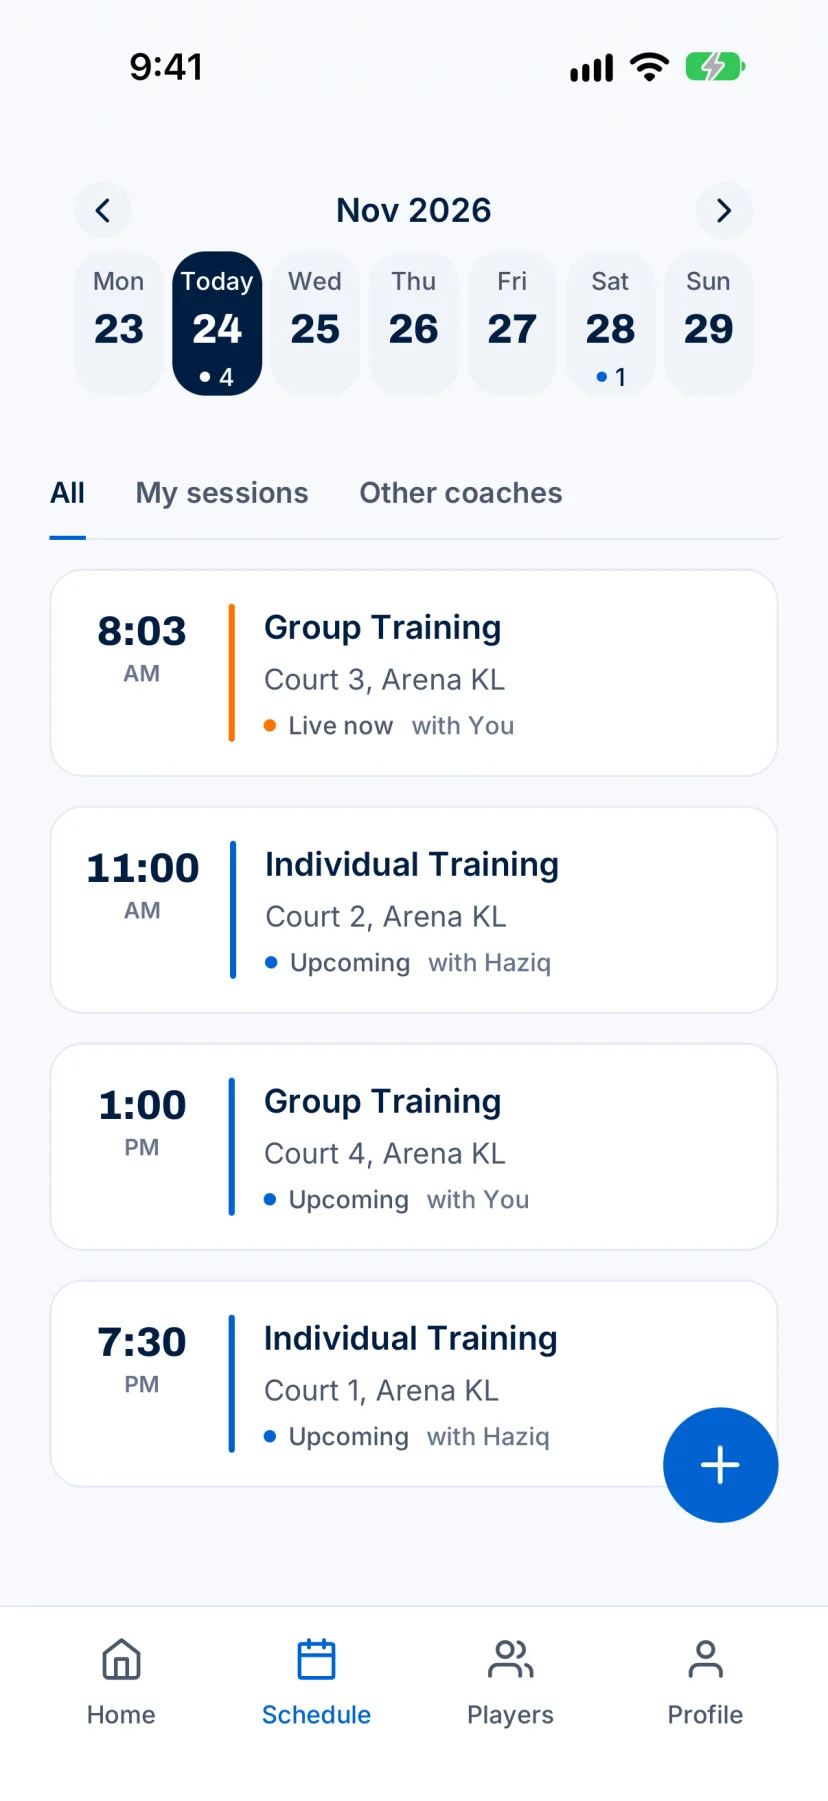 9:41
Nov 2026
Mon Today Wed Thu Fri Sat Sun
23 24 25 26 27 28 29
4 1
All My sessions Other coaches
8:03 Group Training
AM Court 3, Arena KL
Live now with You
11:00 Individual Training
AM Court 2, Arena KL
Upcoming with Haziq
1:00 Group Training
PM Court 4, Arena KL
Upcoming with You
7:30 Individual Training
PM Court 1, Arena KL
Upcoming with Haziq
Home Schedule Players Profile